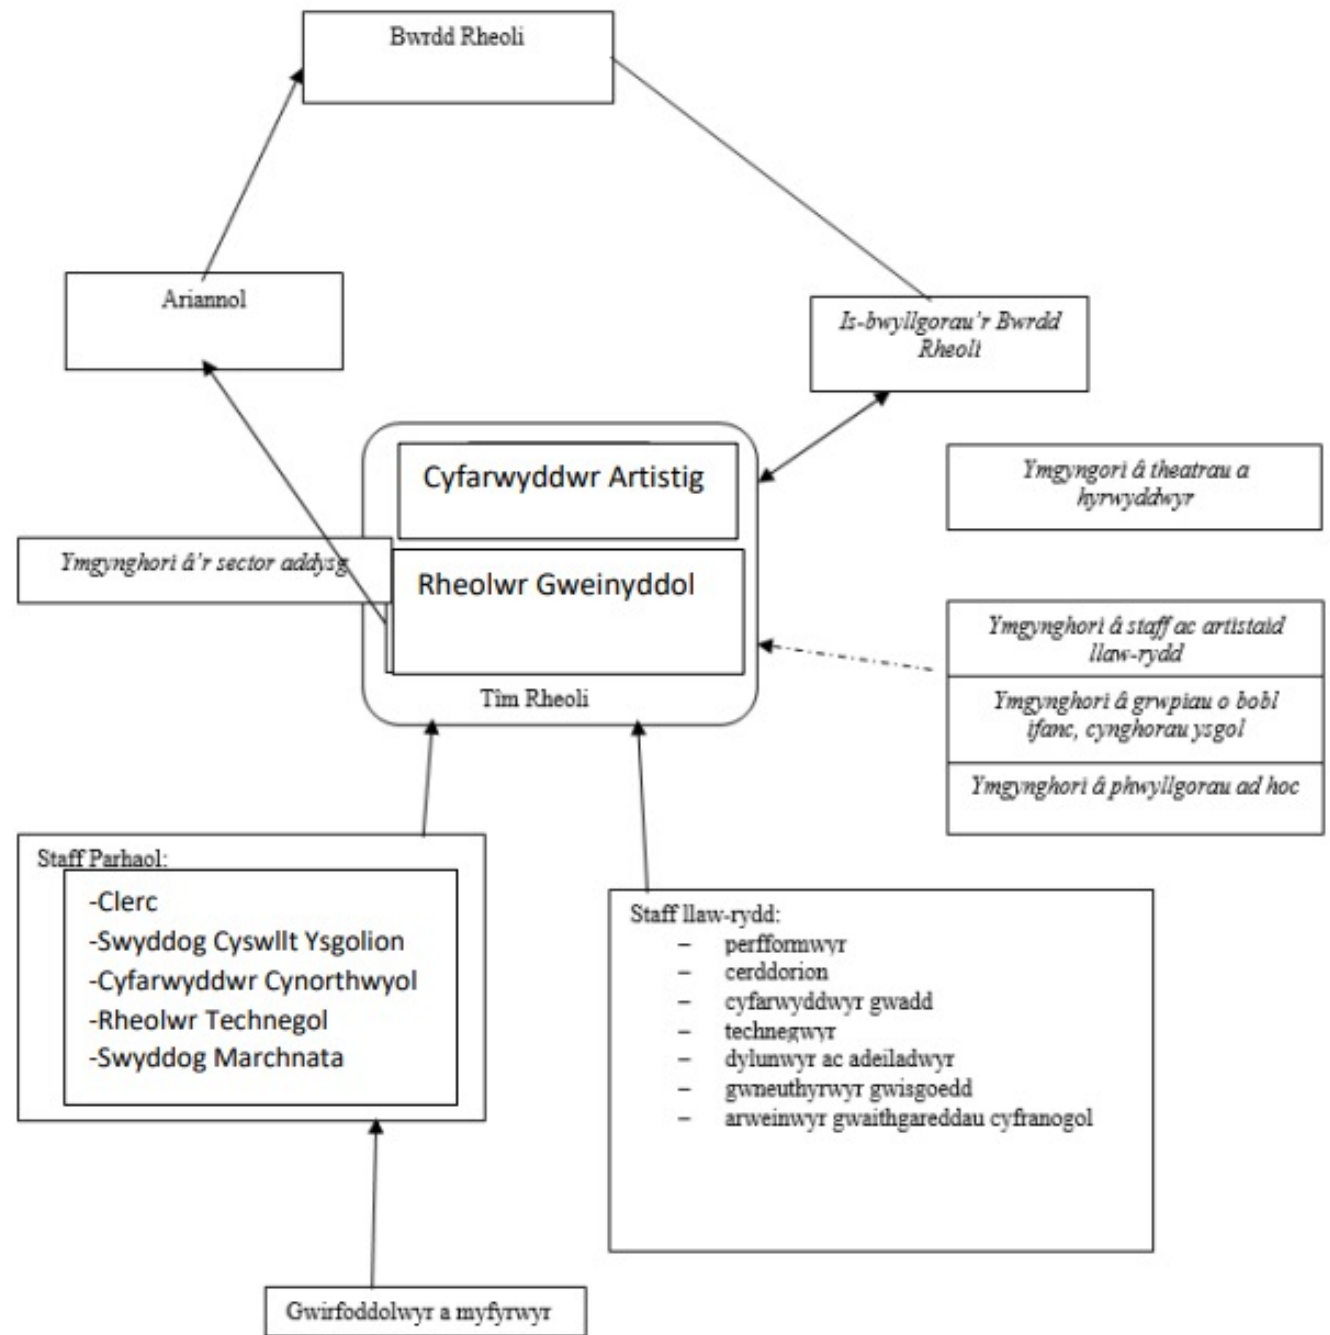 Bwrdd Rheoli
Ariannol
Is-bwyllgorau'r Bwrdd
Rheoli
Cyfarwyddwr Artistig
Ymgyngori â theatrau a
hyrwyddwyr
Ymgynghori â'r sector addysg
Rheolwr Gweinyddol
Tîm Rheoli
Ymgynghori â staff ac artistaid
llaw-rydd
Ymgynghori â grwpiau o bobl
ifanc, cynghorau ysgol
Ymgynghori â phwyllgorau ad hoc
Staff Parhaol:
-Clerc
-Swyddog Cyswllt Ysgolion
-Cyfarwyddwr Cynorthwyol
-Rheolwr Technegol
-Swyddog Marchnata
Staff llaw-rydd:
– perfformwyr
– cerddorion
– cyfarwyddwyr gwadd
– technegwyr
– dylunwyr ac adeiladwyr
– gwneuthyrwyr gwisgoedd
– arweinwyr gwaithgareddau cyfranogol
Gwirfoddolwyr a myfyrwyr